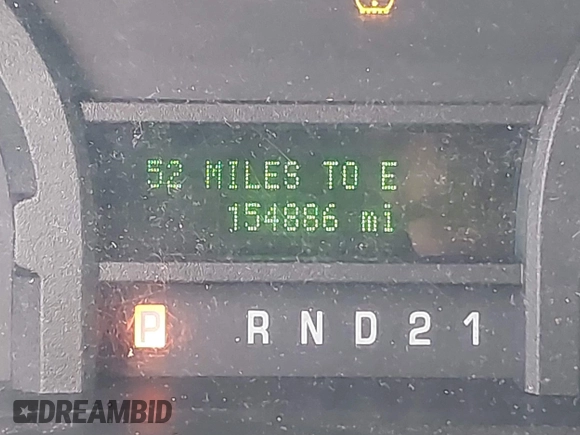 52 MILES TO E
154886 mi
P R N D 2 1
DREAMBID